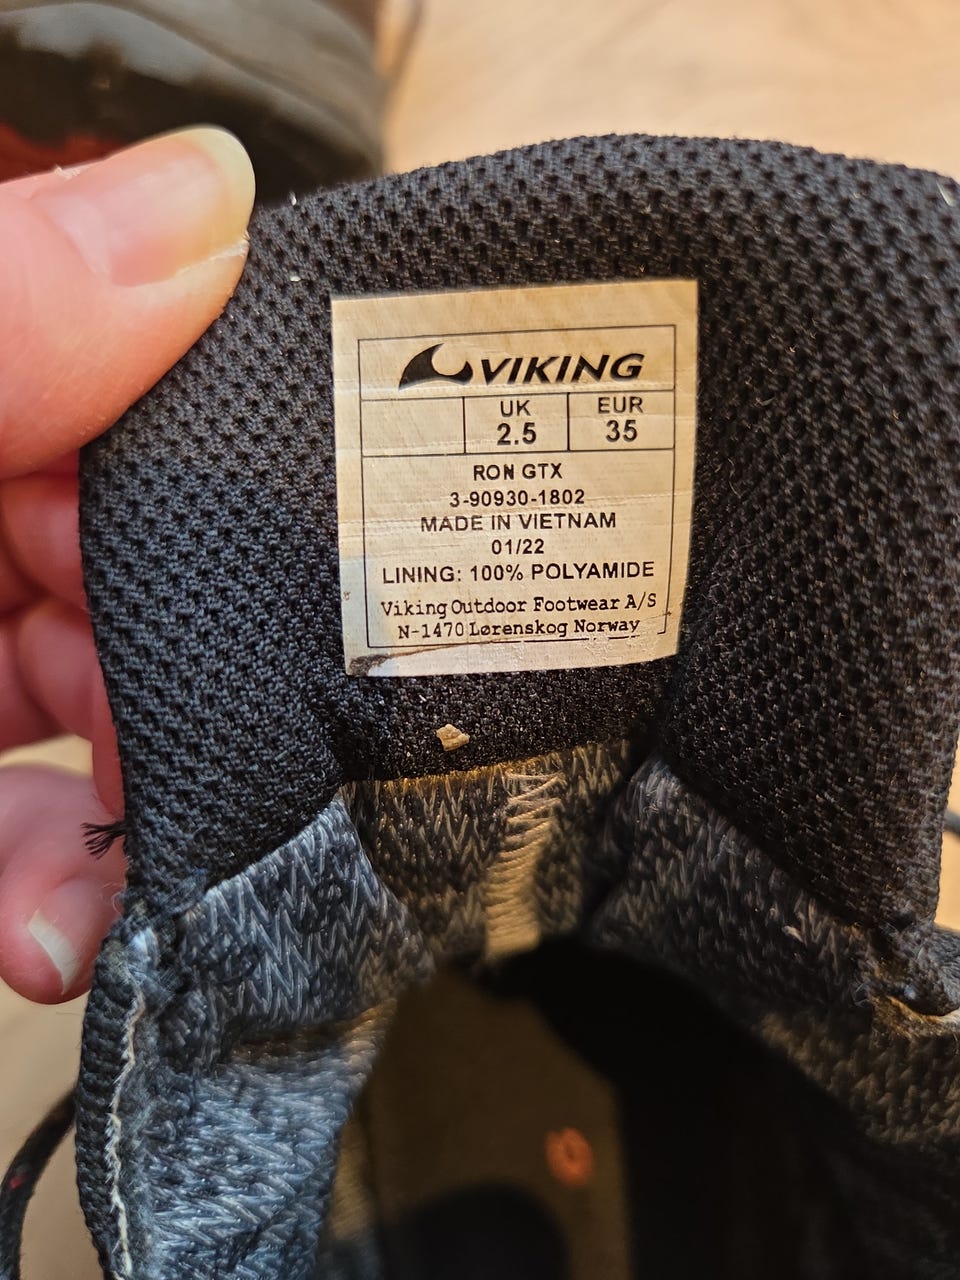 VIKING
UK EUR
2.5 35
RON GTX
3-90930-1802
MADE IN VIETNAM
01/22
LINING: 100% POLYAMIDE
Viking Outdoor Footwear A/S
N-1470 Lørenskog Norway